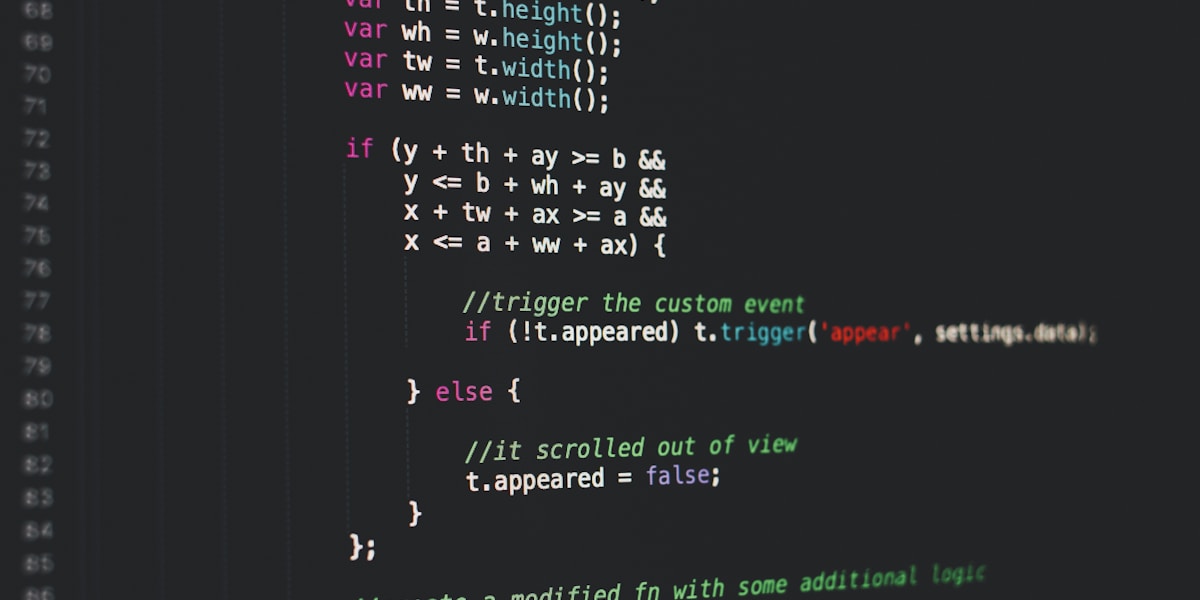 68
var th = t.height();
69
var wh = w.height();
70
var tw = t.width();
71
var ww = w.width();
72
73
if (y + th + ay >= b &&
74
y <= b + wh + ay &&
75
x + tw + ax >= a &&
76
x <= a + ww + ax) {
77
//trigger the custom event
78
if (!t.appeared) t.trigger('appear', settings.data);
79
80
} else {
81
82
//it scrolled out of view
83
t.appeared = false;
84
}
85
};
86
a modified fn with some additional logic